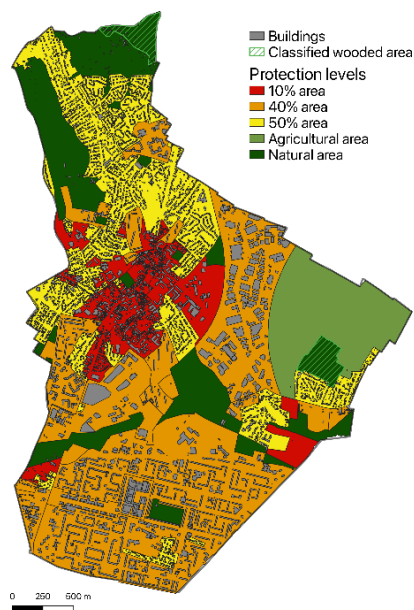 Buildings
Classified wooded area
Protection levels
10% area
40% area
50% area
Agricultural area
Natural area
0 250 500 m